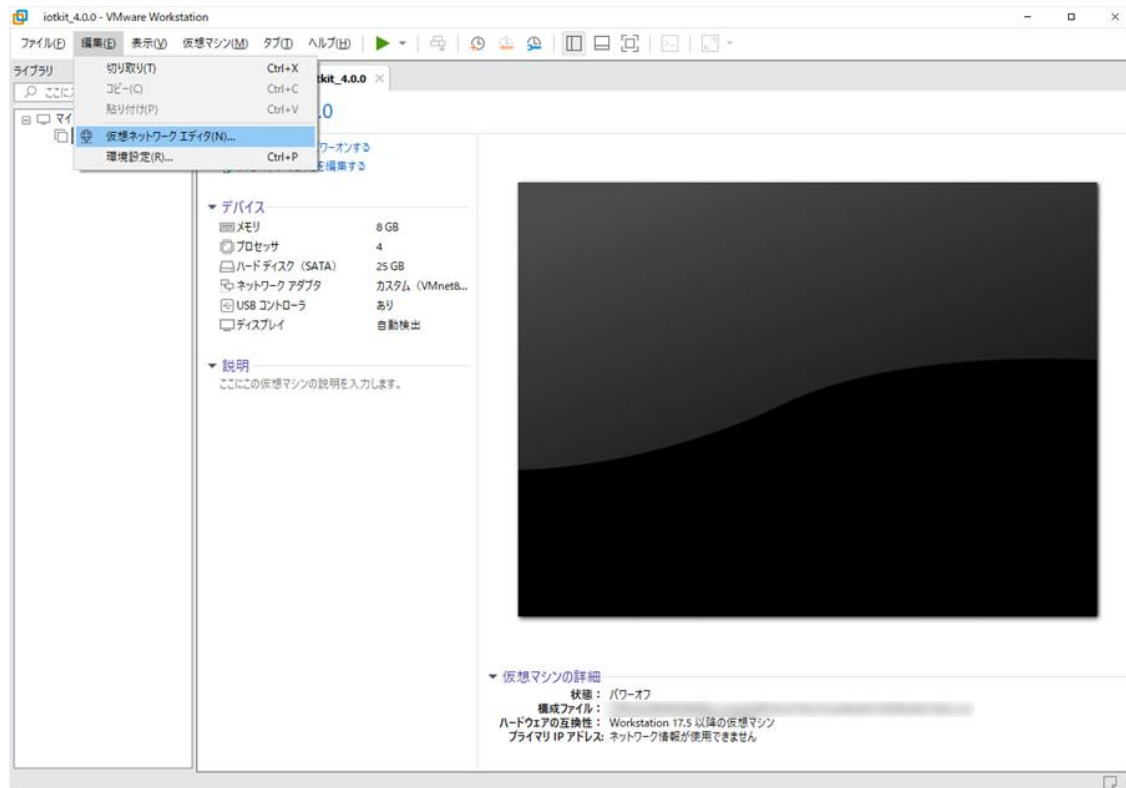 iotkit_4.0.0 - VMware Workstation
ファイル(F) 編集(E) 表示(V) 仮想マシン(M) タブ(T) ヘルプ(H)
ライブラリ
切り取り(T) Ctrl+X
コピー(C) Ctrl+C
貼り付け(P) Ctrl+V
仮想ネットワーク エディタ(N)...
環境設定(R)... Ctrl+P
kit_4.0.0
ここに
マイ
.0
ワーオンする
を編集する
デバイス
メモリ 8 GB
プロセッサ 4
ハード ディスク (SATA) 25 GB
ネットワーク アダプタ カスタム (VMnet8...
USB コントローラ あり
ディスプレイ 自動検出
説明
ここにこの仮想マシンの説明を入力します。
仮想マシンの詳細
状態: パワーオフ
構成ファイル:
ハードウェアの互換性: Workstation 17.5 以降の仮想マシン
プライマリ IP アドレス: ネットワーク情報が使用できません